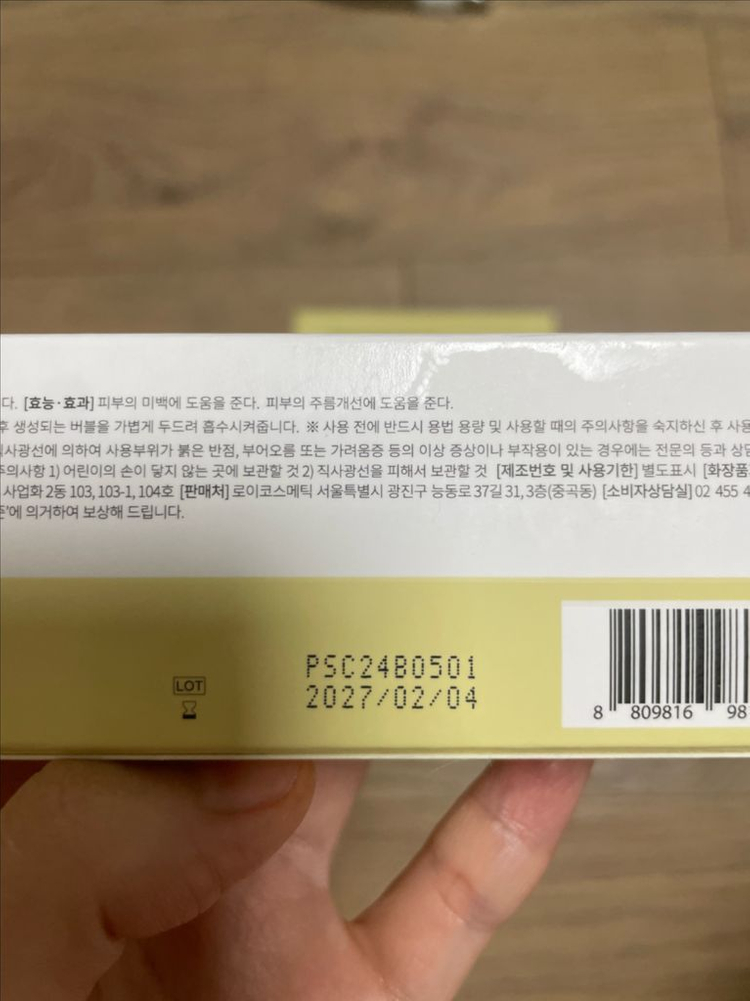 다. [효능·효과] 피부의 미백에 도움을 준다. 피부의 주름개선에 도움을 준다.
후 생성되는 버블을 가볍게 두드려 흡수시켜줍니다. ※ 사용 전에 반드시 용법 용량 및 사용할 때의 주의사항을 숙지하신 후 사용
사광선에 의하여 사용부위가 붉은 반점, 부어오름 또는 가려움증 등의 이상 증상이나 부작용이 있는 경우에는 전문의 등과 상담
주의사항 1) 어린이의 손이 닿지 않는 곳에 보관할 것 2) 직사광선을 피해서 보관할 것 [제조번호 및 사용기한] 별도표시 [화장품
사업화 2동 103, 103-1, 104호 [판매처] 로이코스메틱 서울특별시 광진구 능동로 37길 31, 3층(중곡동) [소비자상담실] 02 455 4
준'에 의거하여 보상해 드립니다.
PSC24B0501
LOT
2027/02/04
8 809816 98